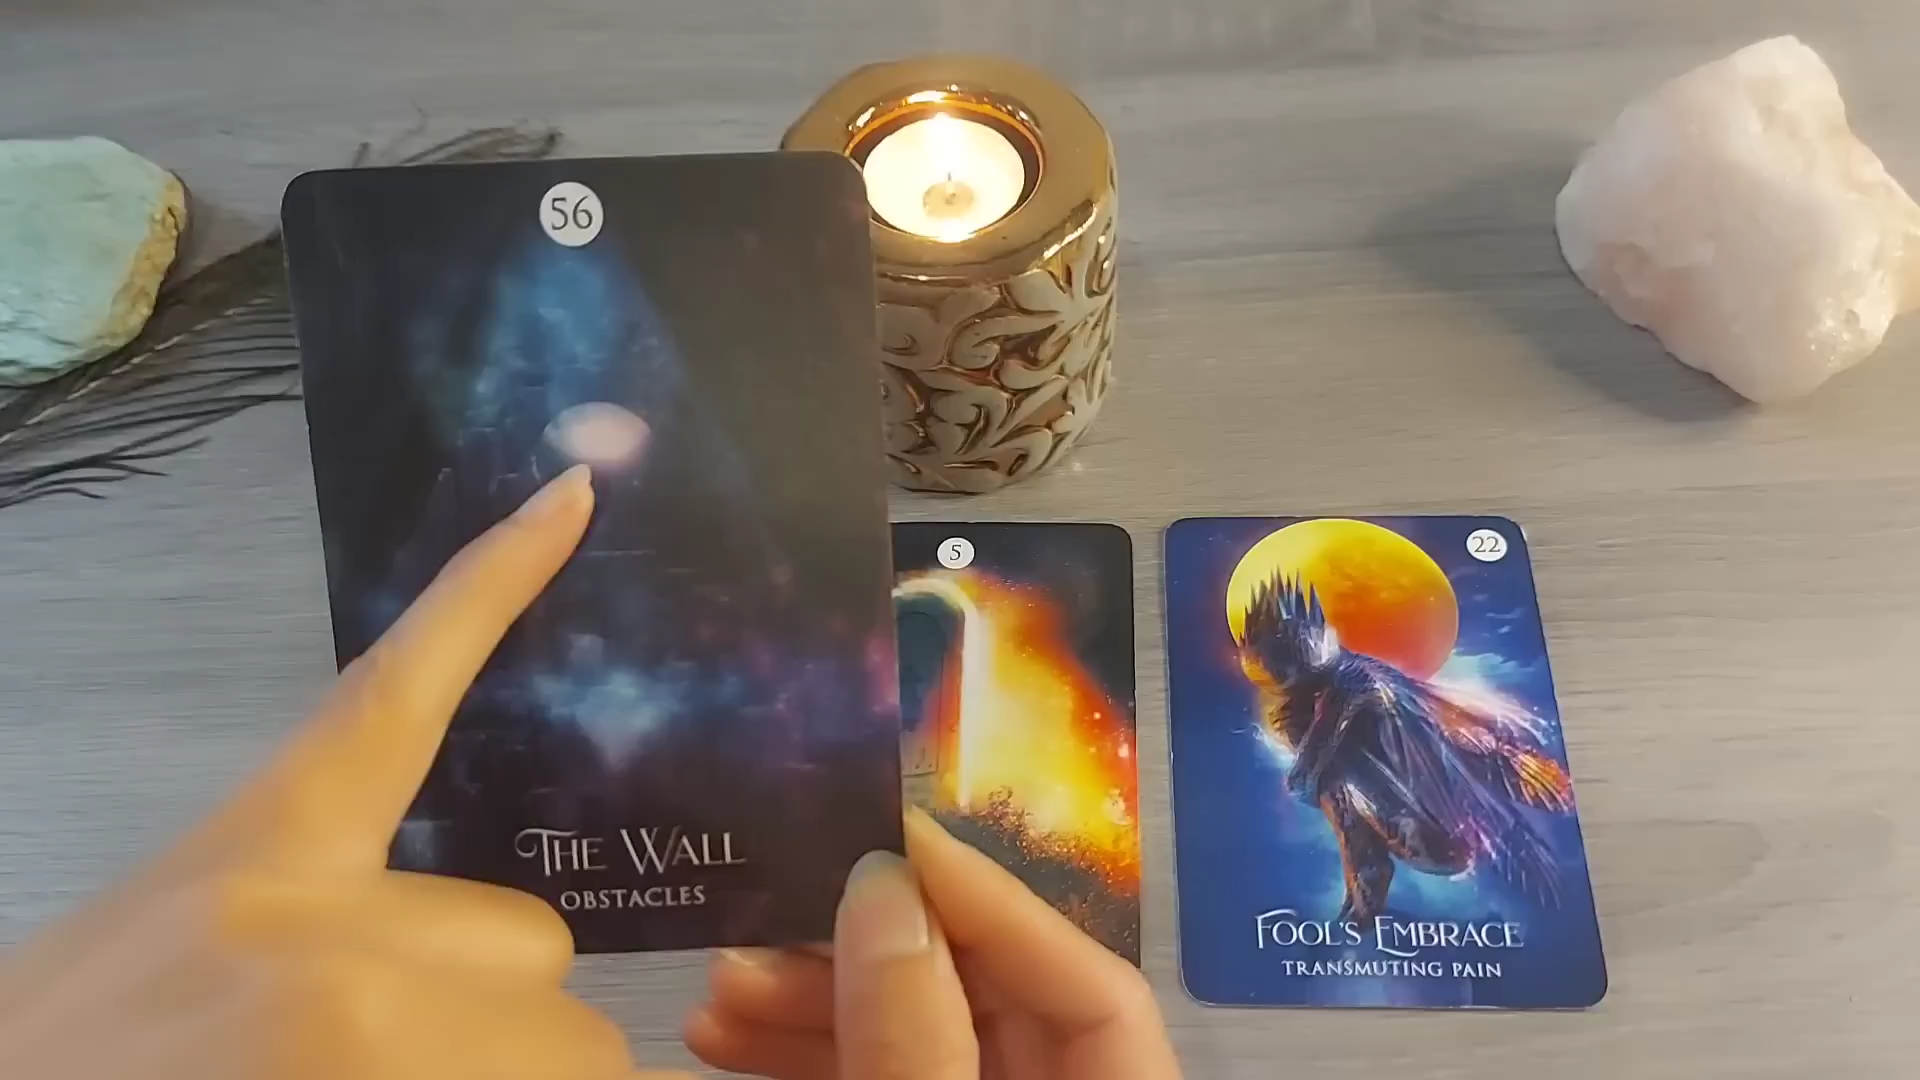 56
THE WALL
OBSTACLES
5
22
FOOL'S EMBRACE
TRANSMUTING PAIN